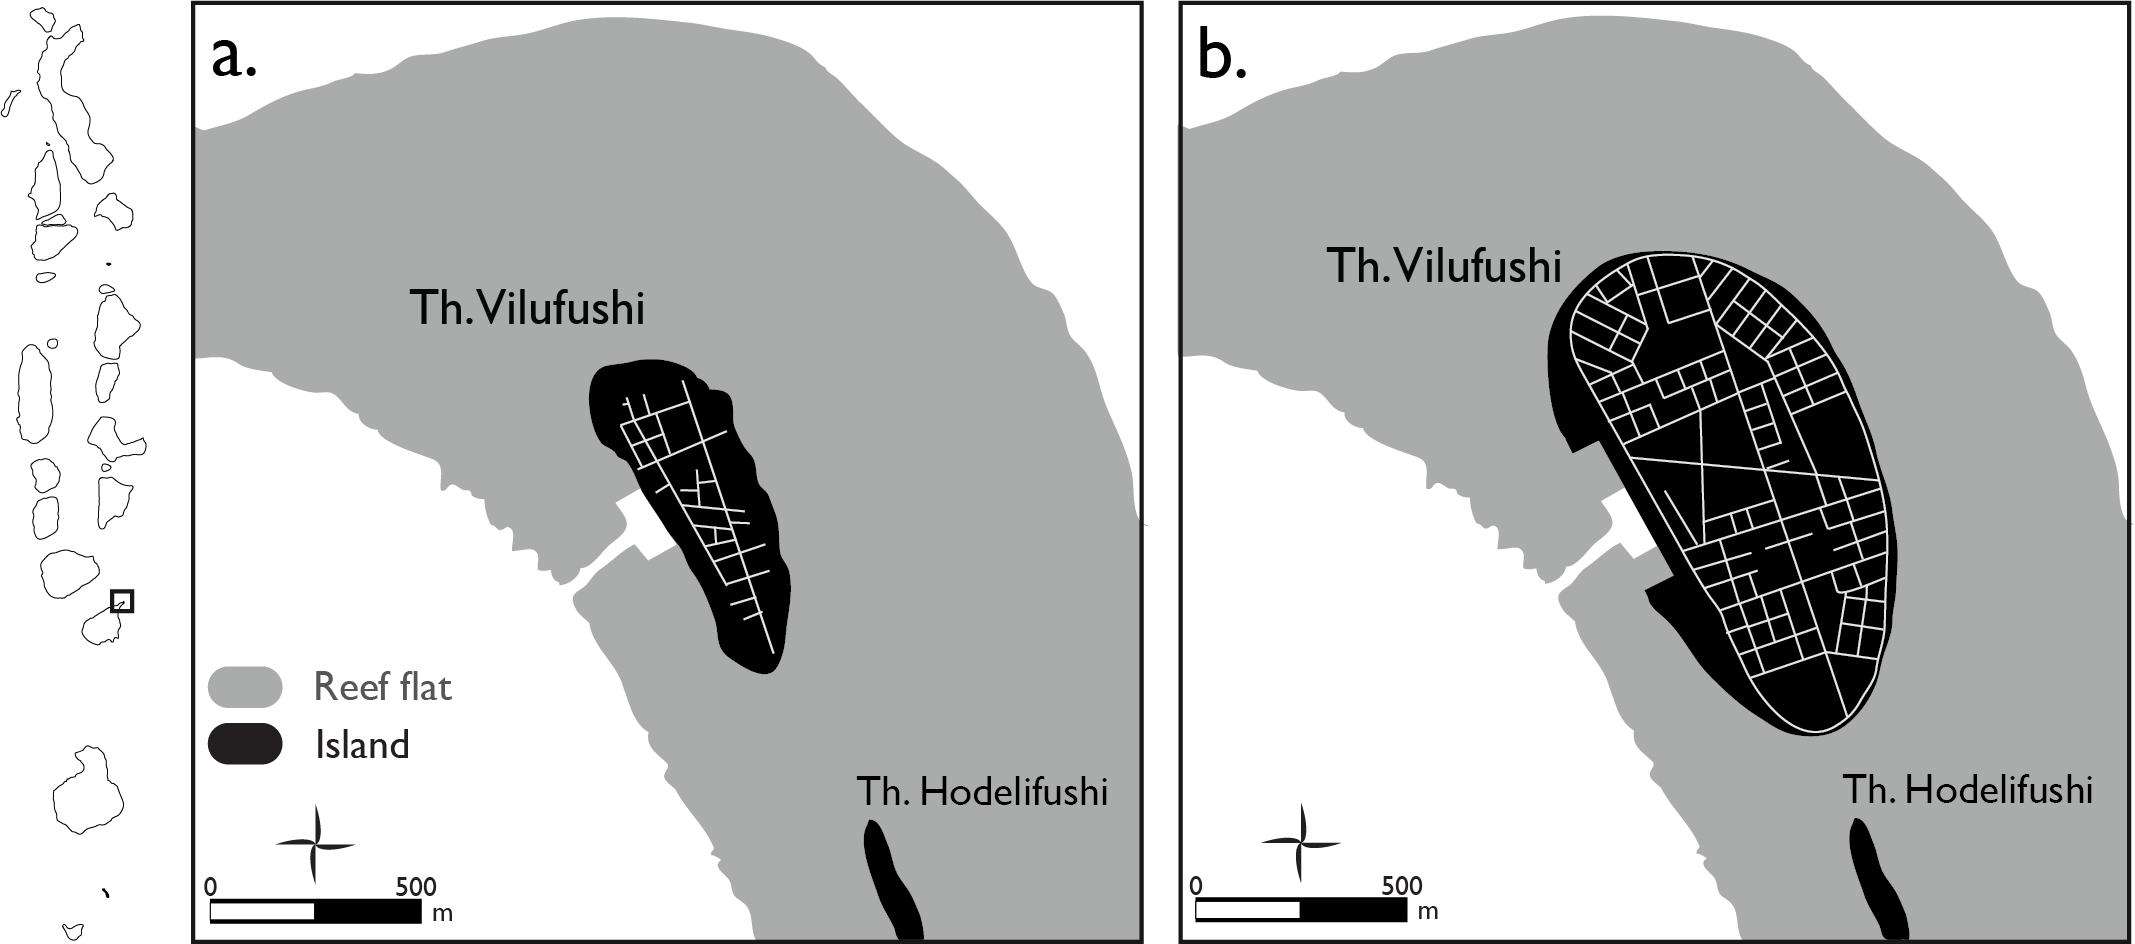 a.
Th. Vilufushi
Reef flat
Island
Th. Hodelifushi
0 500
m
b.
Th. Vilufushi
Th. Hodelifushi
0 500
m